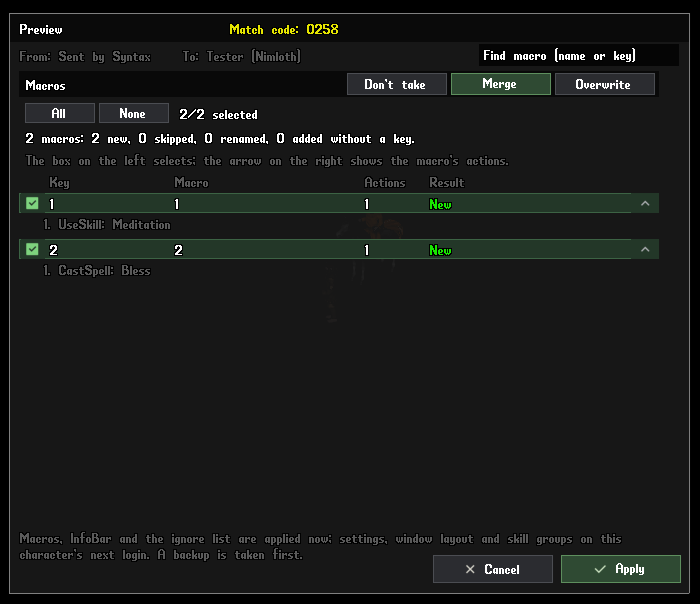 Preview Match code: 0258
From: Sent by Syntax To: Tester (Nimloth) Find macro (name or key)
Macros Don't take Merge Overwrite
All None 2/2 selected
2 macros: 2 new, 0 skipped, 0 renamed, 0 added without a key.
The box on the left selects; the arrow on the right shows the macro's actions.
Key Macro Actions Result
1 1 1 New
1. UseSkill: Meditation
2 2 1 New
1. CastSpell: Bless
Macros, InfoBar and the ignore list are applied now; settings, window layout and skill groups on this
character's next login. A backup is taken first.
Cancel Apply